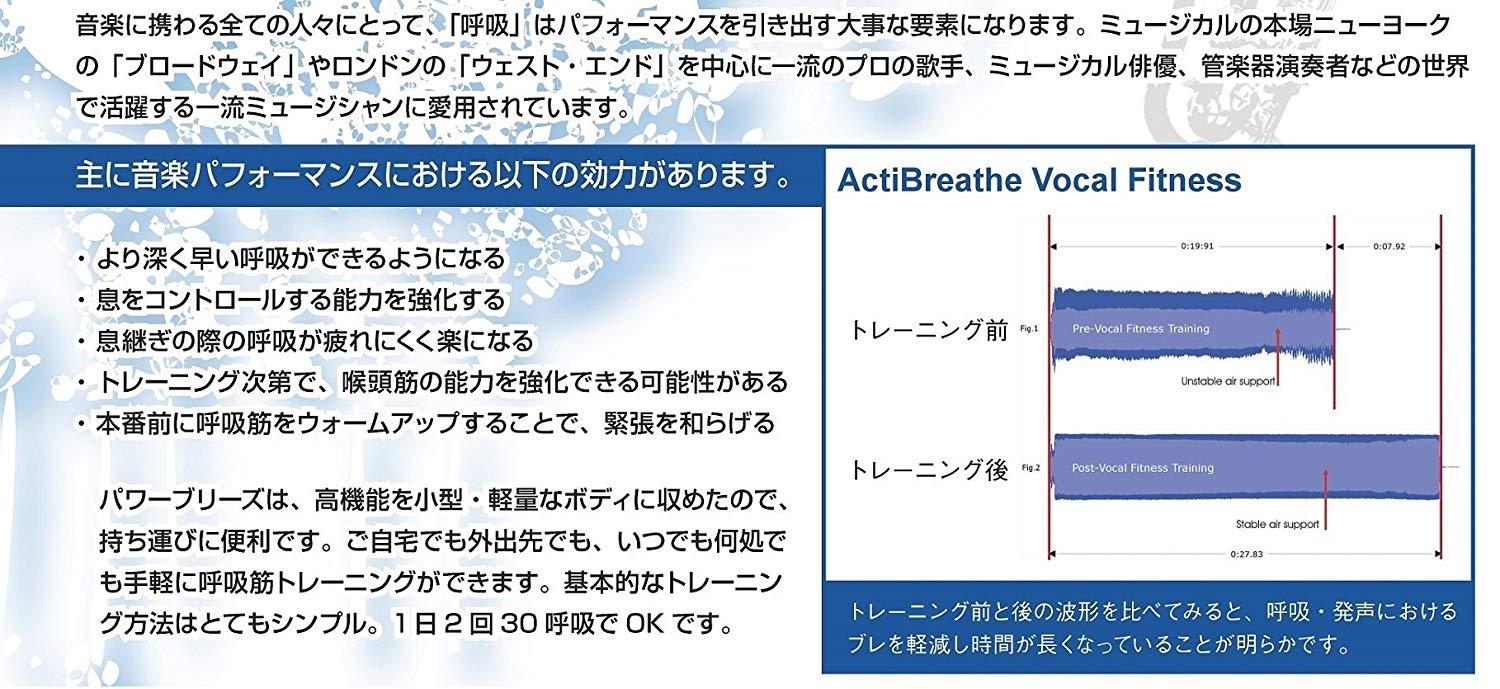 音楽に携わる全ての人々にとって、「呼吸」はパフォーマンスを引き出す大事な要素になります。ミュージカルの本場ニューヨーク
の「ブロードウェイ」やロンドンの「ウェスト・エンド」を中心に一流のプロの歌手、ミュージカル俳優、管楽器演奏者などの世界
で活躍する一流ミュージシャンに愛用されています。
主に音楽パフォーマンスにおける以下の効力があります。
・より深く早い呼吸ができるようになる
・息をコントロールする能力を強化する
・息継ぎの際の呼吸が疲れにくく楽になる
・トレーニング次第で、喉頭筋の能力を強化できる可能性がある
・本番前に呼吸筋をウォームアップすることで、緊張を和らげる
パワーブリーズは、高機能を小型・軽量なボディに収めたので、
持ち運びに便利です。ご自宅でも外出先でも、いつでも何処で
も手軽に呼吸筋トレーニングができます。基本的なトレーニン
グ方法はとてもシンプル。1日2回30呼吸でOKです。
ActiBreathe Vocal Fitness
0:19:91 0:07.92
トレーニング前 Fig.1 Pre-Vocal Fitness Training
Unstable air support
トレーニング後 Fig.2 Post-Vocal Fitness Training
Stable air support
0:27.83
トレーニング前と後の波形を比べてみると、呼吸・発声における
ブレを軽減し時間が長くなっていることが明らかです。